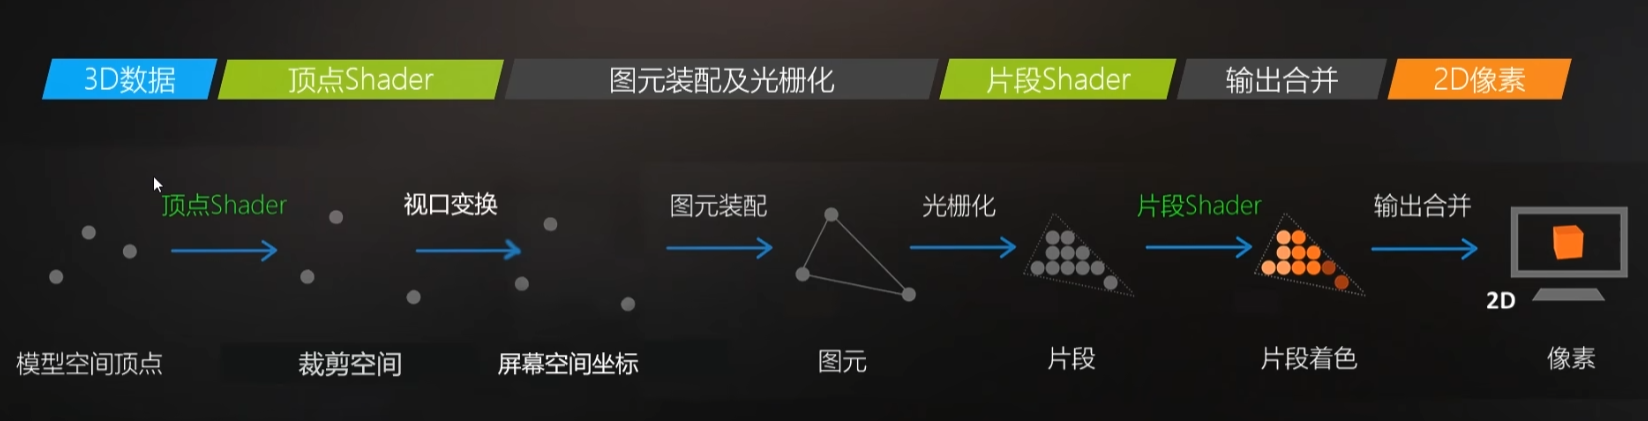 3D数据
顶点Shader
图元装配及光栅化
片段Shader
输出合并
2D像素
顶点Shader
视口变换
图元装配
光栅化
片段Shader
输出合并
2D
模型空间顶点
裁剪空间
屏幕空间坐标
图元
片段
片段着色
像素